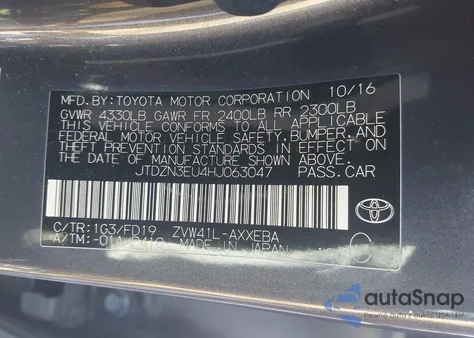 MFD.BY:TOYOTA MOTOR CORPORATION 10/16
GVWR 4330LB GAWR FR 2400LB RR 2300LB
THIS VEHICLE CONFORMS TO ALL APPLICABLE
FEDERAL MOTOR VEHICLE SAFETY,BUMPER,AND
THEFT PREVENTION STANDARDS IN EFFECT ON
THE DATE OF MANUFACTURE SHOWN ABOVE.
JTDZN3EU4HJ063047 PASS.CAR
C/TR:1G3/FD19 ZVW41L-AXXEBA
A/TM: MADE IN JAPAN
C
TOYOTA
autoSnap